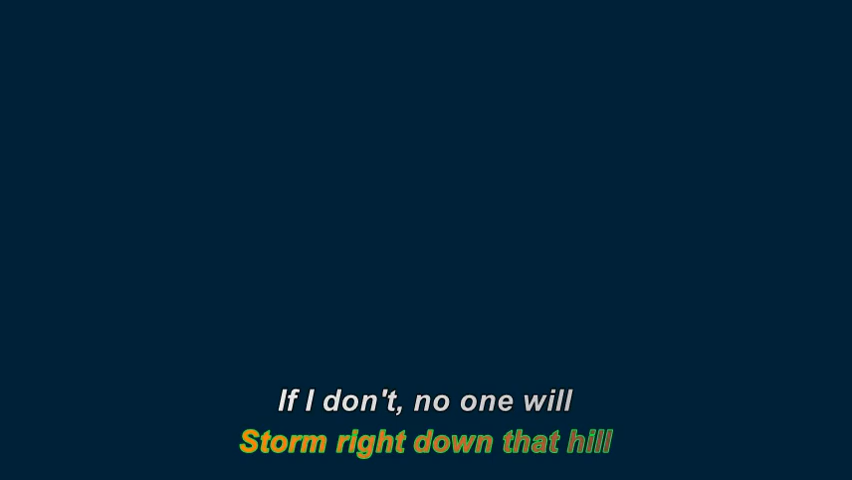 If I don't, no one will
Storm right down that hill